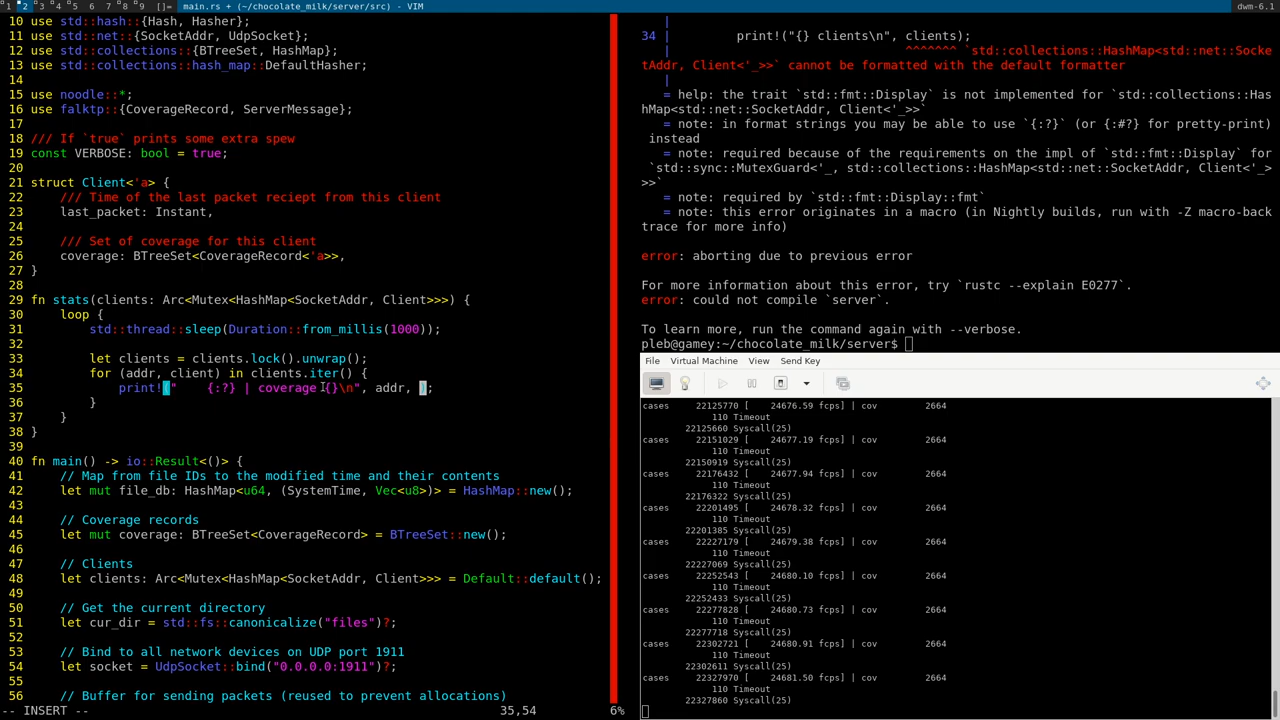 1 2 3 4 5 6 7 8 9 []= main.rs + (~/chocolate_milk/server/src) - VIM dwm-6.1
10 use std::hash::{Hash, Hasher};
11 use std::net::{SocketAddr, UdpSocket};
12 use std::collections::{BTreeSet, HashMap};
13 use std::collections::hash_map::DefaultHasher;
14
15 use noodle::*;
16 use falktp::{CoverageRecord, ServerMessage};
17
18 /// If `true` prints some extra spew
19 const VERBOSE: bool = true;
20
21 struct Client<'a> {
22     /// Time of the last packet reciept from this client
23     last_packet: Instant,
24
25     /// Set of coverage for this client
26     coverage: BTreeSet<CoverageRecord<'a>>,
27 }
28
29 fn stats(clients: Arc<Mutex<HashMap<SocketAddr, Client>>>) {
30     loop {
31         std::thread::sleep(Duration::from_millis(1000));
32
33         let clients = clients.lock().unwrap();
34         for (addr, client) in clients.iter() {
35             print!("    {:?} | coverage {}\n", addr, );
36         }
37     }
38 }
39
40 fn main() -> io::Result<()> {
41     // Map from file IDs to the modified time and their contents
42     let mut file_db: HashMap<u64, (SystemTime, Vec<u8>)> = HashMap::new();
43
44     // Coverage records
45     let mut coverage: BTreeSet<CoverageRecord> = BTreeSet::new();
46
47     // Clients
48     let clients: Arc<Mutex<HashMap<SocketAddr, Client>>> = Default::default();
49
50     // Get the current directory
51     let cur_dir = std::fs::canonicalize("files")?;
52
53     // Bind to all network devices on UDP port 1911
54     let socket = UdpSocket::bind("0.0.0.0:1911")?;
55
56     // Buffer for sending packets (reused to prevent allocations)
-- INSERT -- 35,54 6%
|
34 |         print!("{} clients\n", clients);
|                                ^^^^^^^ `std::collections::HashMap<std::net::Socke
tAddr, Client<'_>>` cannot be formatted with the default formatter
|
= help: the trait `std::fmt::Display` is not implemented for `std::collections::Has
hMap<std::net::SocketAddr, Client<'_>>`
= note: in format strings you may be able to use `{:?}` (or {:#?} for pretty-print)
instead
= note: required because of the requirements on the impl of `std::fmt::Display` for
`std::sync::MutexGuard<'_, std::collections::HashMap<std::net::SocketAddr, Client<'_>
>>`
= note: required by `std::fmt::Display::fmt`
= note: this error originates in a macro (in Nightly builds, run with -Z macro-back
trace for more info)
error: aborting due to previous error
For more information about this error, try `rustc --explain E0277`.
error: could not compile `server`.
To learn more, run the command again with --verbose.
pleb@gamey:~/chocolate_milk/server$
File Virtual Machine View Send Key
cases 22125770 [ 24676.59 fcps] | cov 2664
110 Timeout
22125660 Syscall(25)
cases 22151029 [ 24677.19 fcps] | cov 2664
110 Timeout
22150919 Syscall(25)
cases 22176432 [ 24677.94 fcps] | cov 2664
110 Timeout
22176322 Syscall(25)
cases 22201495 [ 24678.32 fcps] | cov 2664
110 Timeout
22201385 Syscall(25)
cases 22227179 [ 24679.38 fcps] | cov 2664
110 Timeout
22227069 Syscall(25)
cases 22252543 [ 24680.10 fcps] | cov 2664
110 Timeout
22252433 Syscall(25)
cases 22277828 [ 24680.73 fcps] | cov 2664
110 Timeout
22277718 Syscall(25)
cases 22302721 [ 24680.91 fcps] | cov 2664
110 Timeout
22302611 Syscall(25)
cases 22327970 [ 24681.50 fcps] | cov 2664
110 Timeout
22327860 Syscall(25)